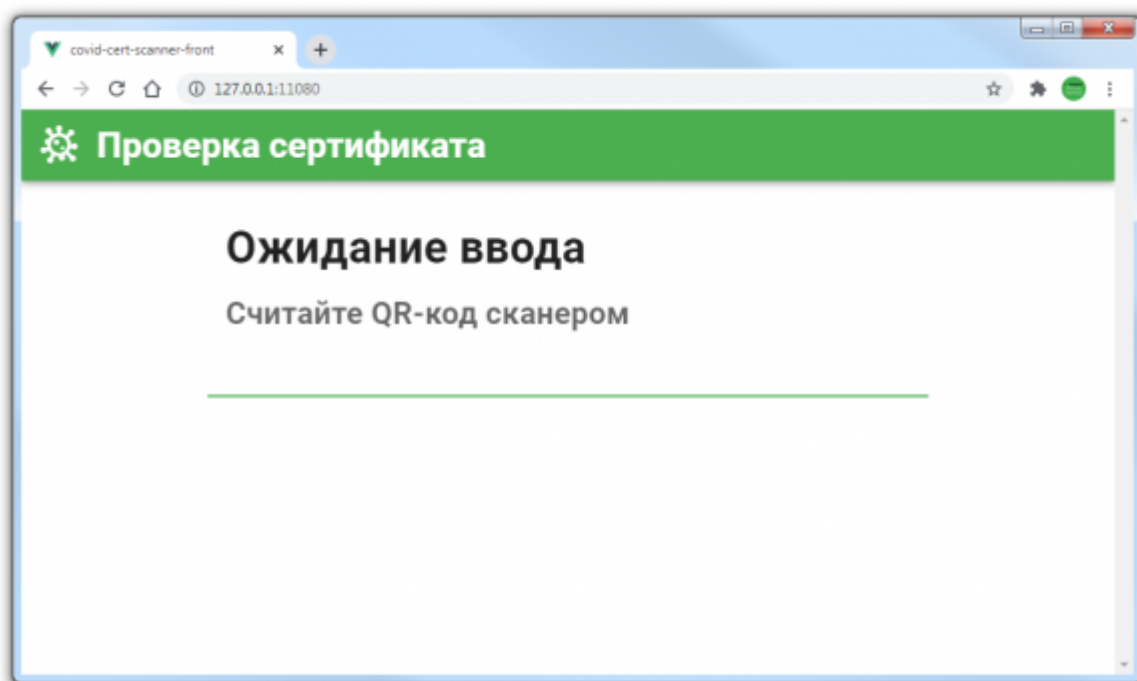 covid-cert-scanner-front
127.0.0.1:11080
Проверка сертификата
Ожидание ввода
Считайте QR-код сканером